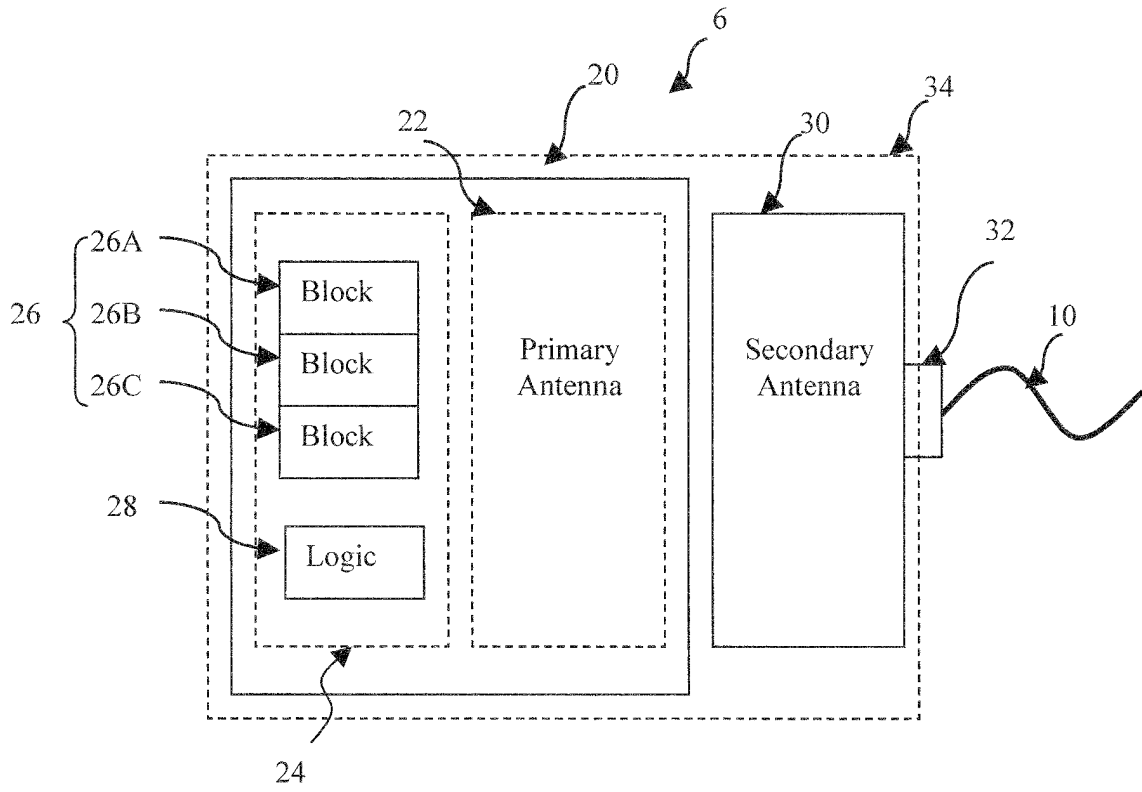 6
20
34
22
30
26A
32
Block
26
26B
10
Block
Primary
Antenna
Secondary
Antenna
26C
Block
28
Logic
24